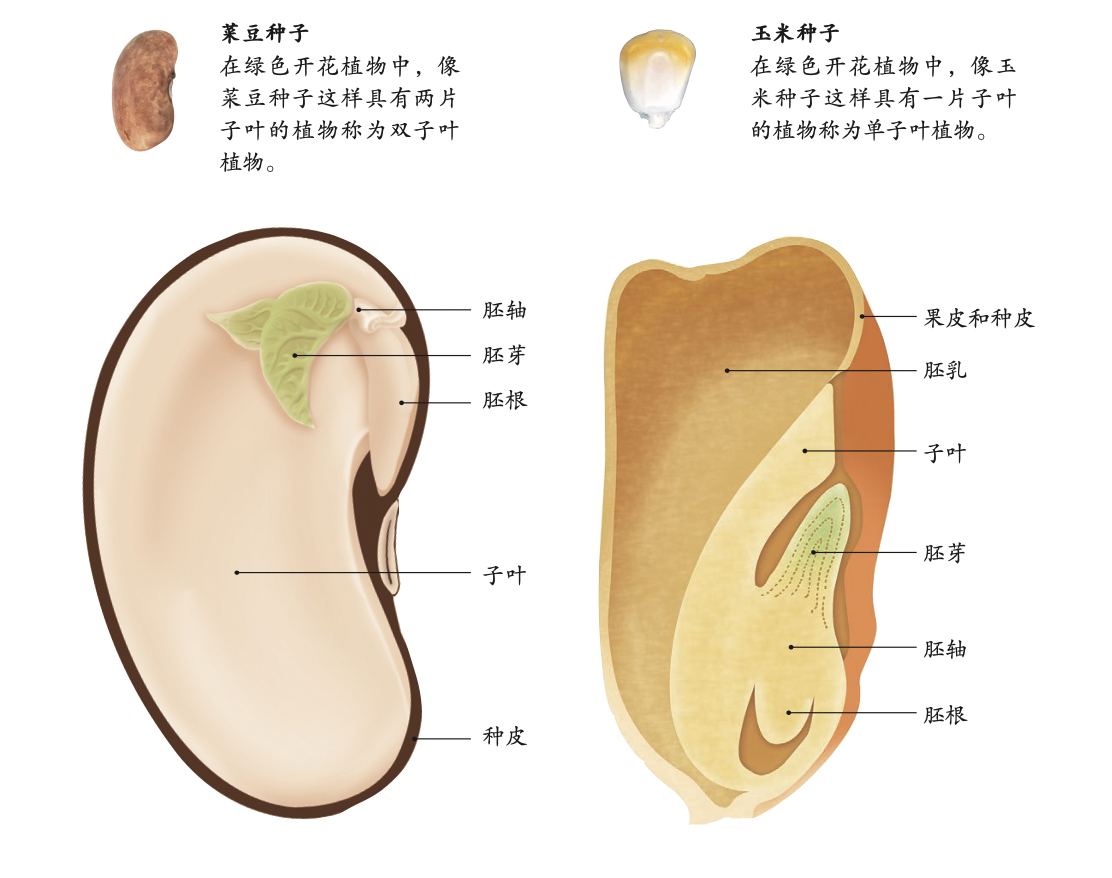 菜豆种子
在绿色开花植物中，像
菜豆种子这样具有两片
子叶的植物称为双子叶
植物。
玉米种子
在绿色开花植物中，像玉
米种子这样具有一片子叶
的植物称为单子叶植物。
胚轴
胚芽
胚根
子叶
种皮
果皮和种皮
胚乳
子叶
胚芽
胚轴
胚根